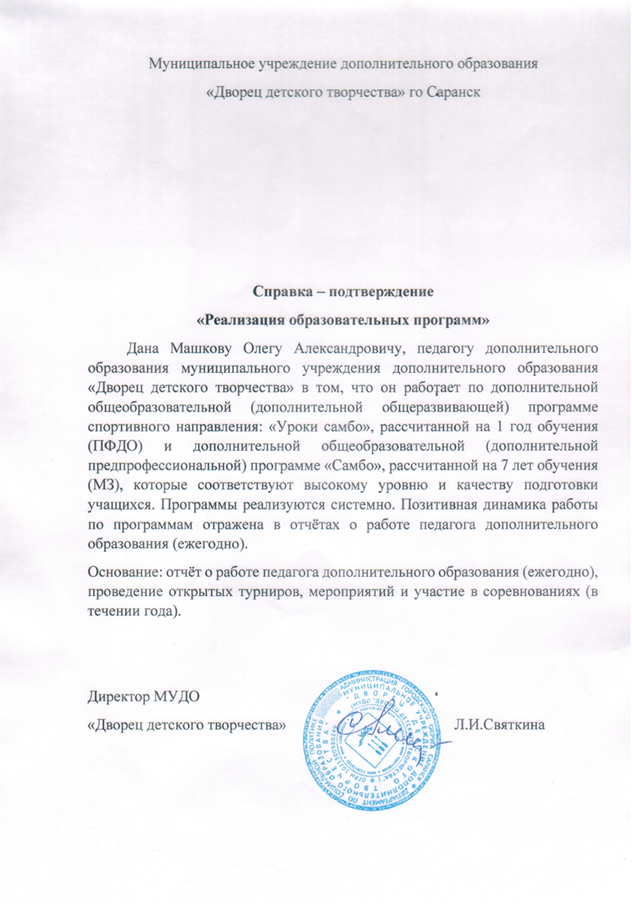 Муниципальное учреждение дополнительного образования
«Дворец детского творчества» го Саранск
Справка – подтверждение
«Реализация образовательных программ»
Дана Машкову Олегу Александровичу, педагогу дополнительного
образования муниципального учреждения дополнительного образования
«Дворец детского творчества» в том, что он работает по дополнительной
общеобразовательной (дополнительной общеразвивающей) программе
спортивного направления: «Уроки самбо», рассчитанной на 1 год обучения
(ПФДО) и дополнительной общеобразовательной (дополнительной
предпрофессиональной) программе «Самбо», рассчитанной на 7 лет обучения
(МЗ), которые соответствуют высокому уровню и качеству подготовки
учащихся. Программы реализуются системно. Позитивная динамика работы
по программам отражена в отчётах о работе педагога дополнительного
образования (ежегодно).
Основание: отчёт о работе педагога дополнительного образования (ежегодно),
проведение открытых турниров, мероприятий и участие в соревнованиях (в
течении года).
Директор МУДО
«Дворец детского творчества» Л.И.Святкина